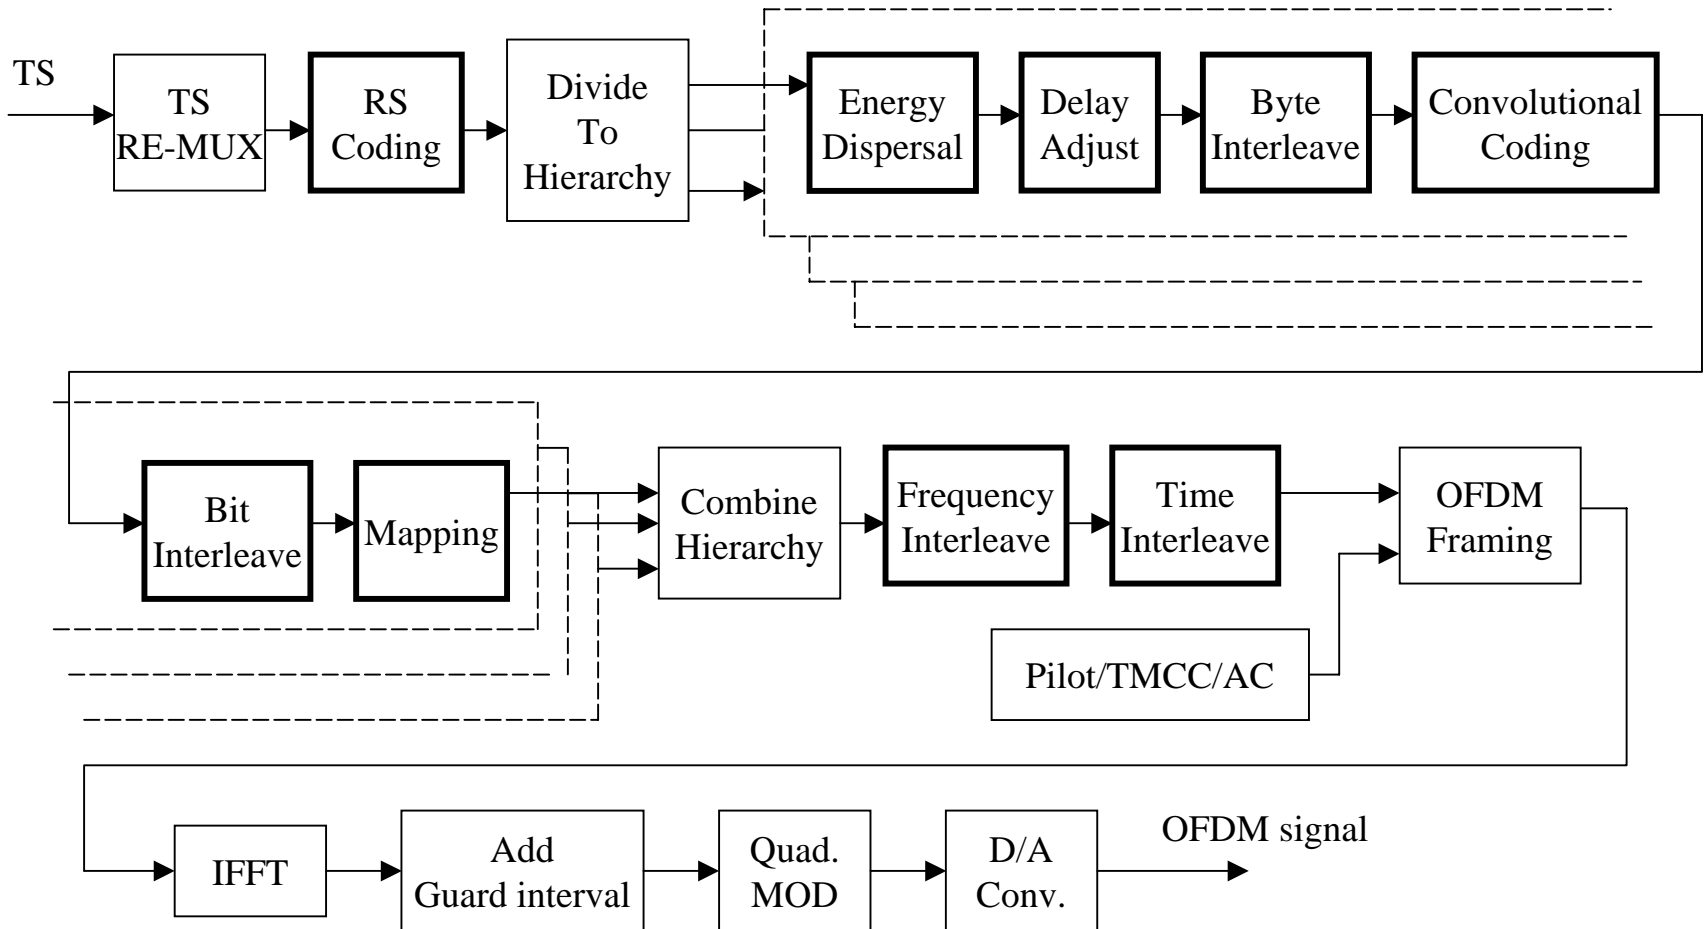 TS
TS
RE-MUX
RS
Coding
Divide
To
Hierarchy
Energy
Dispersal
Delay
Adjust
Byte
Interleave
Convolutional
Coding
Bit
Interleave
Mapping
Combine
Hierarchy
Frequency
Interleave
Time
Interleave
OFDM
Framing
Pilot/TMCC/AC
IFFT
Add
Guard interval
Quad.
MOD
D/A
Conv.
OFDM signal